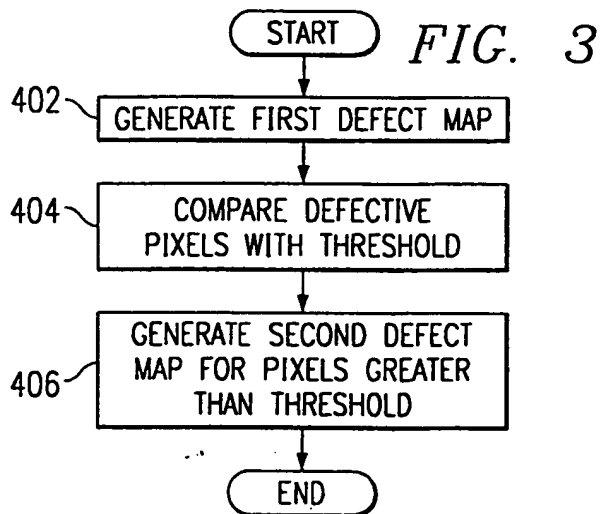 START
FIG. 3
402
GENERATE FIRST DEFECT MAP
404
COMPARE DEFECTIVE
PIXELS WITH THRESHOLD
406
GENERATE SECOND DEFECT
MAP FOR PIXELS GREATER
THAN THRESHOLD
END